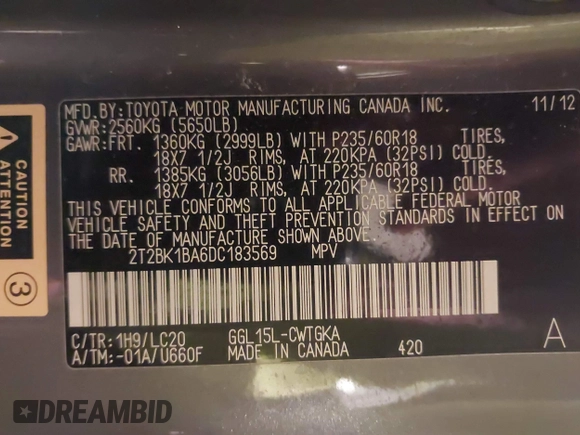 MFD.BY:TOYOTA MOTOR MANUFACTURING CANADA INC. 11/12
GVWR:2560KG (5650LB)
GAWR:FRT. 1360KG (2999LB) WITH P235/60R18 TIRES,
18X7 1/2J RIMS, AT 220KPA (32PSI) COLD.
RR. 1385KG (3056LB) WITH P235/60R18 TIRES,
18X7 1/2J RIMS, AT 220KPA (32PSI) COLD.
THIS VEHICLE CONFORMS TO ALL APPLICABLE FEDERAL MOTOR
VEHICLE SAFETY AND THEFT PREVENTION STANDARDS IN EFFECT ON
THE DATE OF MANUFACTURE SHOWN ABOVE.
2T2BK1BA6DC183569 MPV
C/TR:1H9/LC20 GGL15L-CWTGKA A
A/TM:-01A/U660F MADE IN CANADA 420
CAUTION
ATTENTION
3
DREAMBID